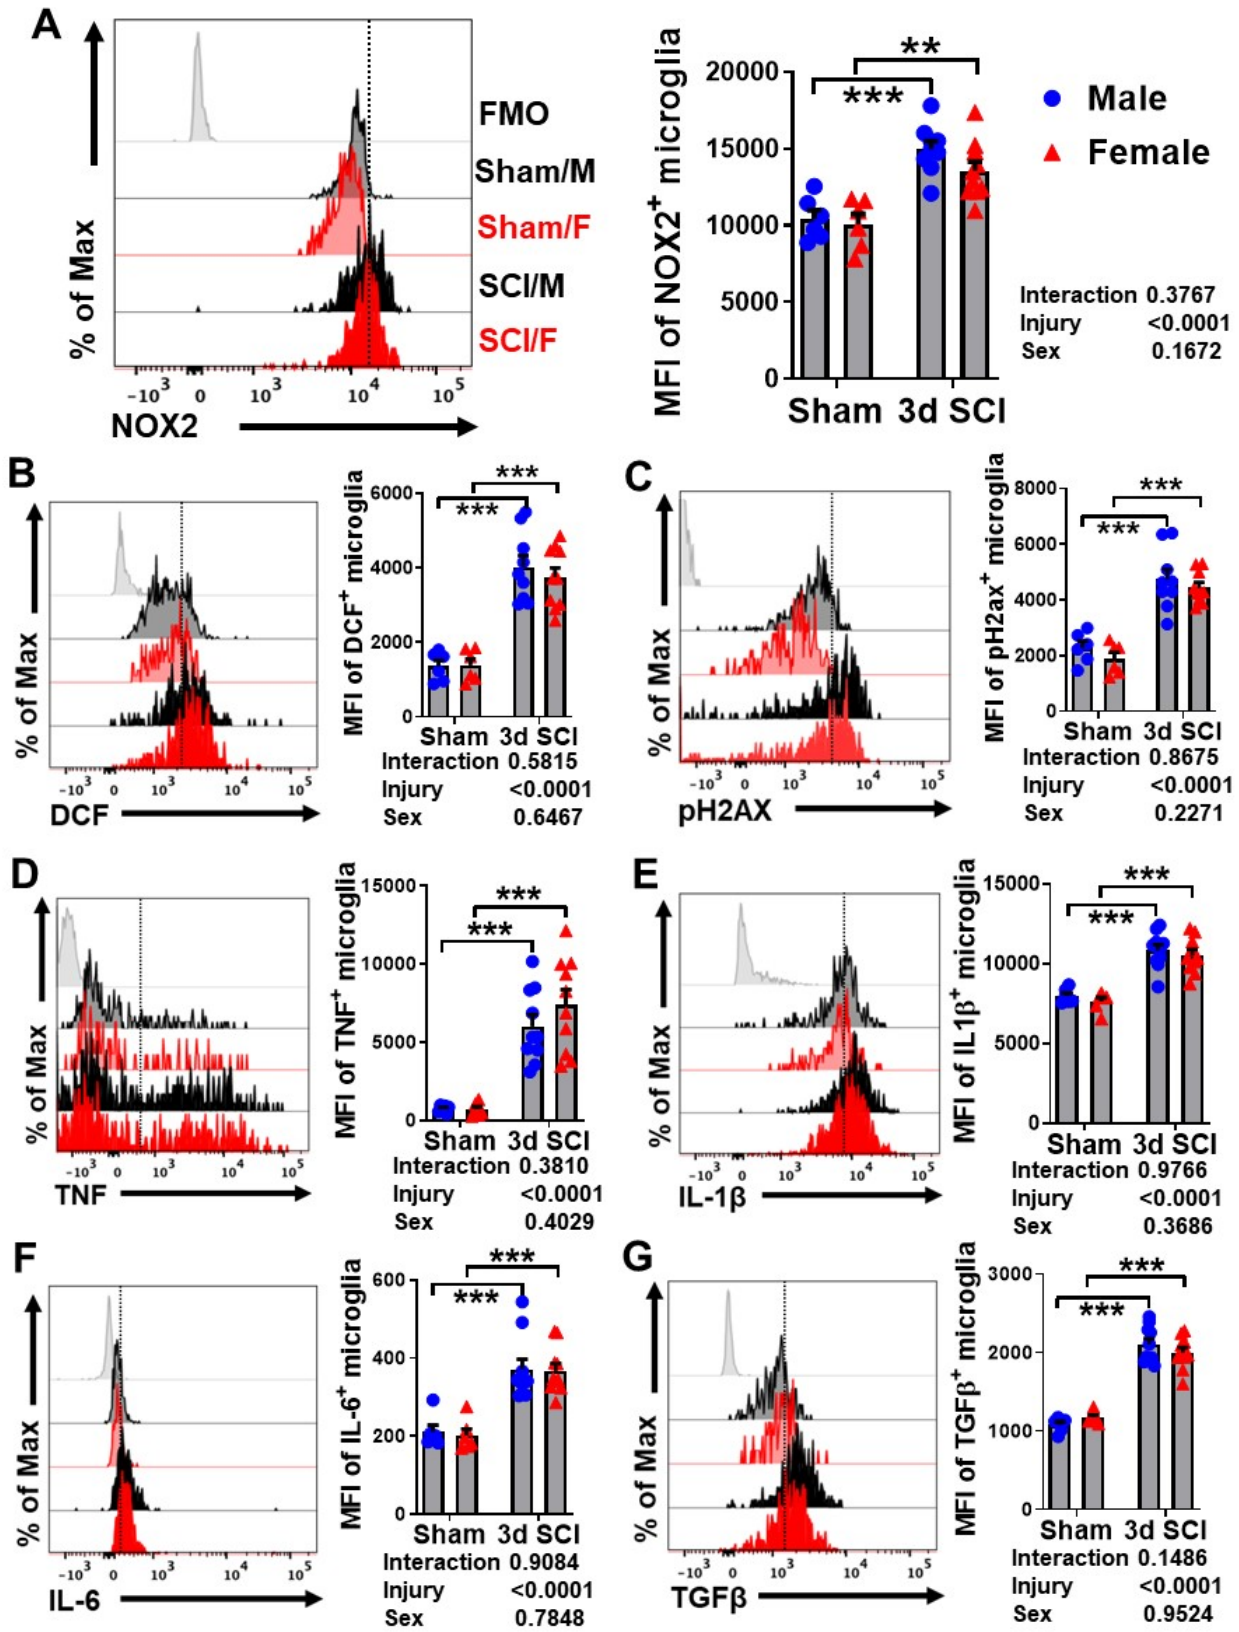 A
% of Max
FMO
Sham/M
Sham/F
SCI/M
SCI/F
-10³ 0 10³ 10⁴ 10⁵
NOX2
MFI of NOX2⁺ microglia
20000
15000
10000
5000
0
**
***
Sham 3d SCI
Male
Female
Interaction 0.3767
Injury <0.0001
Sex 0.1672
B
% of Max
-10³ 0 10³ 10⁴ 10⁵
DCF
MFI of DCF⁺ microglia
6000
4000
2000
0
***
***
Sham 3d SCI
Interaction 0.5815
Injury <0.0001
Sex 0.6467
C
% of Max
-10³ 0 10³ 10⁴ 10⁵
pH2AX
MFI of pH2ax⁺ microglia
8000
6000
4000
2000
0
***
***
Sham 3d SCI
Interaction 0.8675
Injury <0.0001
Sex 0.2271
D
% of Max
-10³ 0 10³ 10⁴ 10⁵
TNF
MFI of TNF⁺ microglia
15000
10000
5000
0
***
***
Sham 3d SCI
Interaction 0.3810
Injury <0.0001
Sex 0.4029
E
% of Max
-10³ 0 10³ 10⁴ 10⁵
IL-1β
MFI of IL1β⁺ microglia
15000
10000
5000
0
***
***
Sham 3d SCI
Interaction 0.9766
Injury <0.0001
Sex 0.3686
F
% of Max
-10³ 0 10³ 10⁴ 10⁵
IL-6
MFI of IL-6⁺ microglia
600
400
200
0
***
***
Sham 3d SCI
Interaction 0.9084
Injury <0.0001
Sex 0.7848
G
% of Max
-10³ 0 10³ 10⁴ 10⁵
TGFβ
MFI of TGFβ⁺ microglia
3000
2000
1000
0
***
***
Sham 3d SCI
Interaction 0.1486
Injury <0.0001
Sex 0.9524